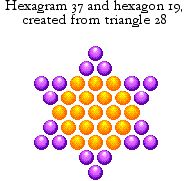 Hexagram 37 and hexagon 19,
created from triangle 28